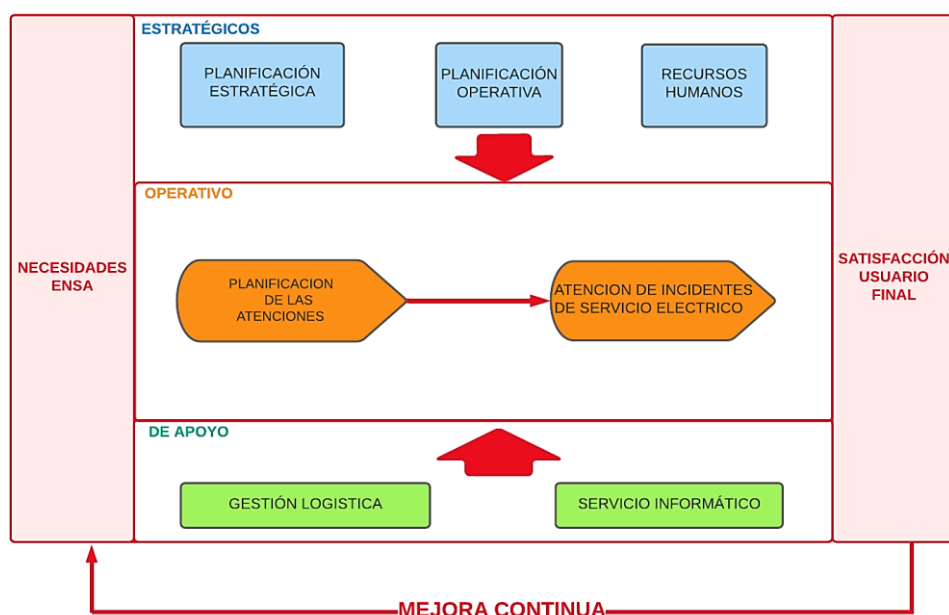 ESTRATÉGICOS
PLANIFICACIÓN
ESTRATÉGICA
PLANIFICACIÓN
OPERATIVA
RECURSOS
HUMANOS
OPERATIVO
NECESIDADES
ENSA
PLANIFICACION
DE LAS
ATENCIONES
ATENCION DE INCIDENTES
DE SERVICIO ELECTRICO
SATISFACCIÓN
USUARIO
FINAL
DE APOYO
GESTIÓN LOGISTICA
SERVICIO INFORMÁTICO
MEJORA CONTINUA